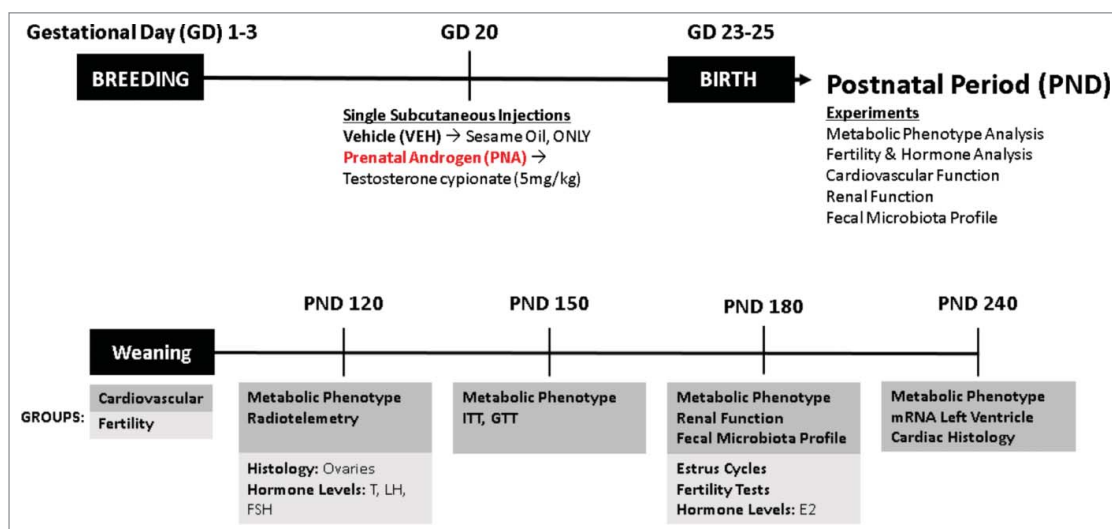 Gestational Day (GD) 1-3
GD 20
GD 23-25
BREEDING
BIRTH
Postnatal Period (PND)
Single Subcutaneous Injections
Vehicle (VEH) → Sesame Oil, ONLY
Prenatal Androgen (PNA) →
Testosterone cypionate (5mg/kg)
Experiments
Metabolic Phenotype Analysis
Fertility & Hormone Analysis
Cardiovascular Function
Renal Function
Fecal Microbiota Profile
PND 120
PND 150
PND 180
PND 240
Weaning
GROUPS:
Cardiovascular
Fertility
Metabolic Phenotype
Radiotelemetry
Histology: Ovaries
Hormone Levels: T, LH,
FSH
Metabolic Phenotype
ITT, GTT
Metabolic Phenotype
Renal Function
Fecal Microbiota Profile
Estrus Cycles
Fertility Tests
Hormone Levels: E2
Metabolic Phenotype
mRNA Left Ventricle
Cardiac Histology